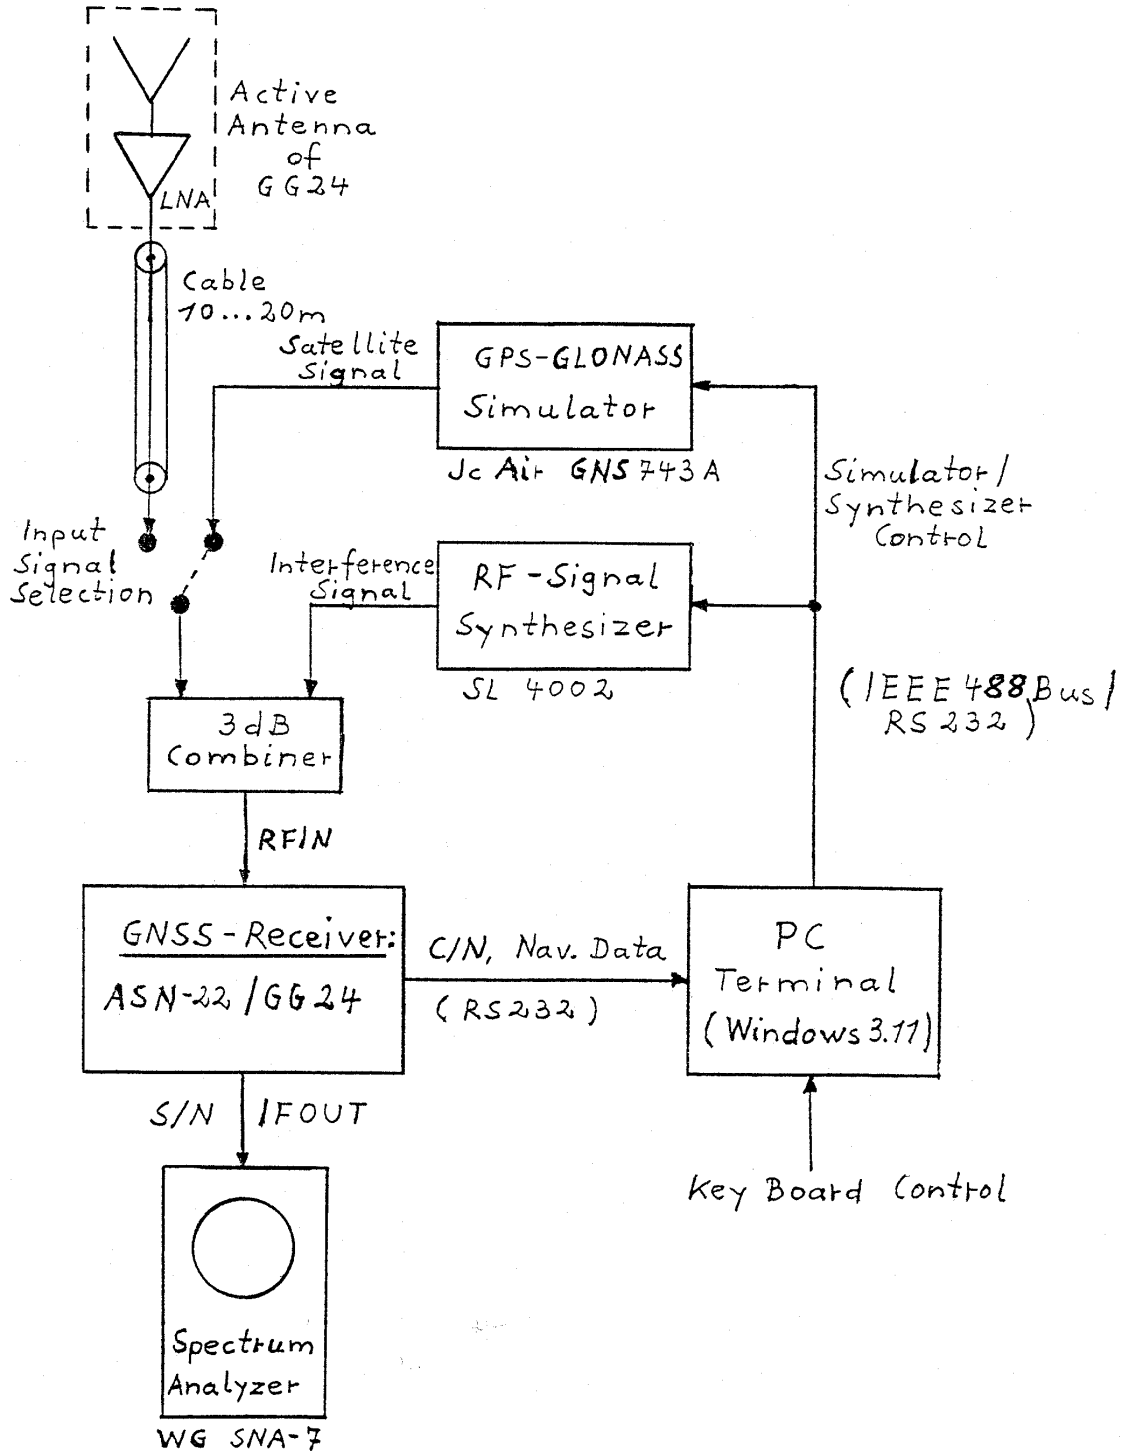 Active
Antenna
of
GG24
LNA
Cable
10...20m
Satellite
Signal
GPS-GLONASS
Simulator
Jc Air GNS743A
Simulator/
Synthesizer
Control
Input
Signal
Selection
Interference
Signal
RF-Signal
Synthesizer
SL 4002
(IEEE 488 Bus/
RS 232)
3dB
Combiner
RFIN
GNSS-Receiver:
ASN-22/GG24
C/N, Nav. Data
(RS232)
PC
Terminal
(Windows 3.11)
S/N
IFOUT
Key Board Control
Spectrum
Analyzer
WG SNA-7